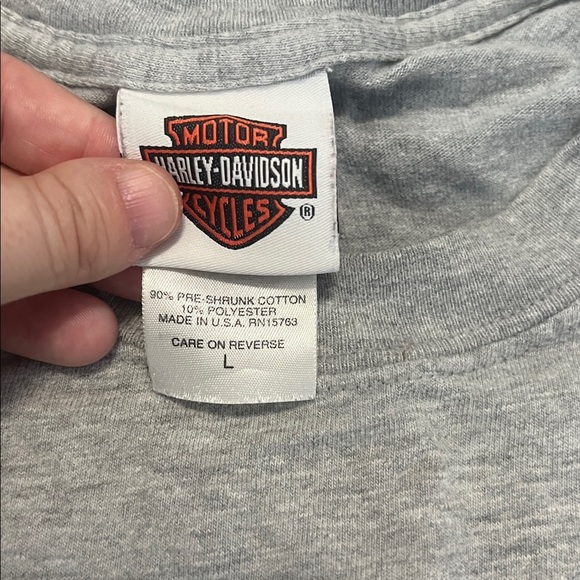 MOTOR
HARLEY-DAVIDSON
CYCLES
®
90% PRE-SHRUNK COTTON
10% POLYESTER
MADE IN U.S.A. RN15763
CARE ON REVERSE
L